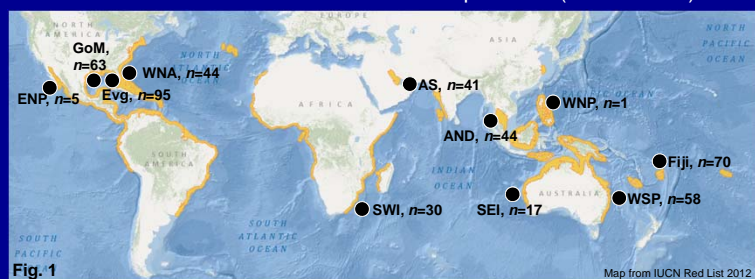 EUROPE
NORTH
AMERICA
ASIA
NORTH
PACIFIC
OCEAN
GoM,
n=63
NORTH
WNA, n=44
ENP, n=5
Evg, n=95
AS, n=41
WNP, n=1
AFRICA
AND, n=44
SOUTH
AMERICA
INDIAN
OCEAN
Fiji, n=70
AUSTRALIA
SWI, n=30
SEI, n=17
WSP, n=58
SOUTH
PACIFIC
SOUTH
ATLANTIC
OCEAN
Fig. 1
Map from IUCN Red List 2012